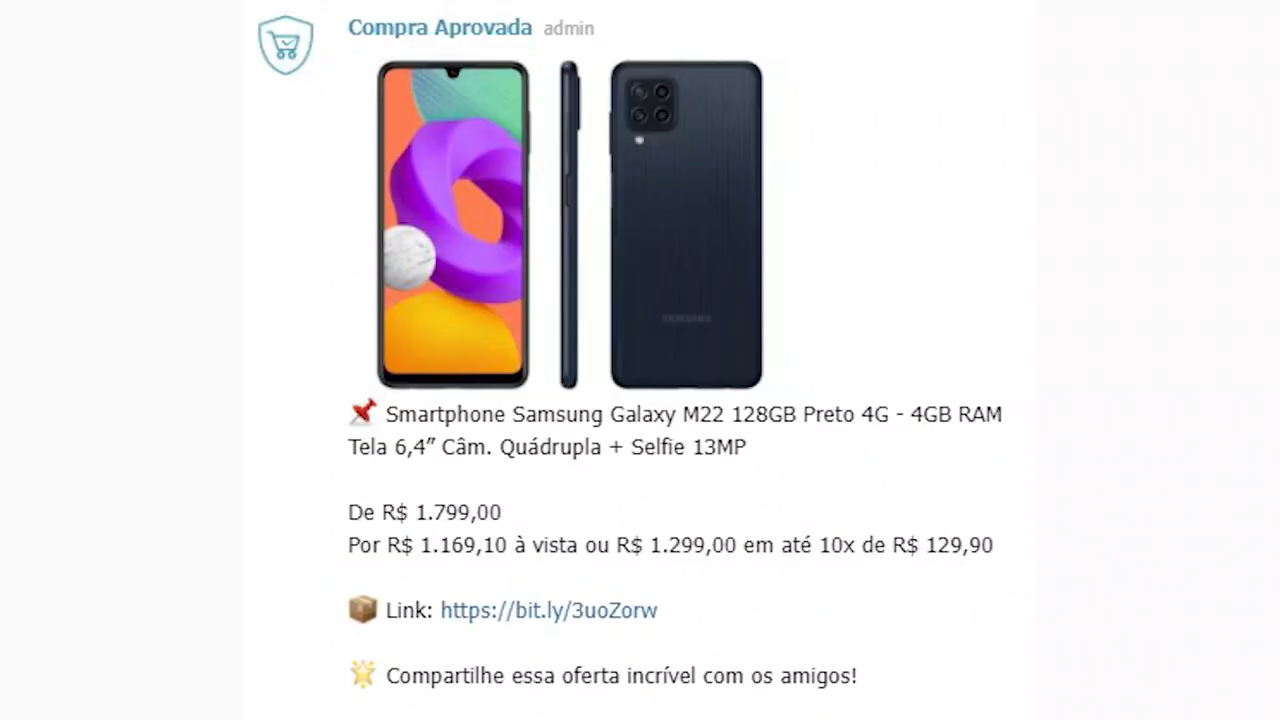 Compra Aprovada admin
SAMSUNG
Smartphone Samsung Galaxy M22 128GB Preto 4G - 4GB RAM
Tela 6,4” Câm. Quádrupla + Selfie 13MP
De R$ 1.799,00
Por R$ 1.169,10 à vista ou R$ 1.299,00 em até 10x de R$ 129,90
Link: https://bit.ly/3uoZorw
Compartilhe essa oferta incrível com os amigos!